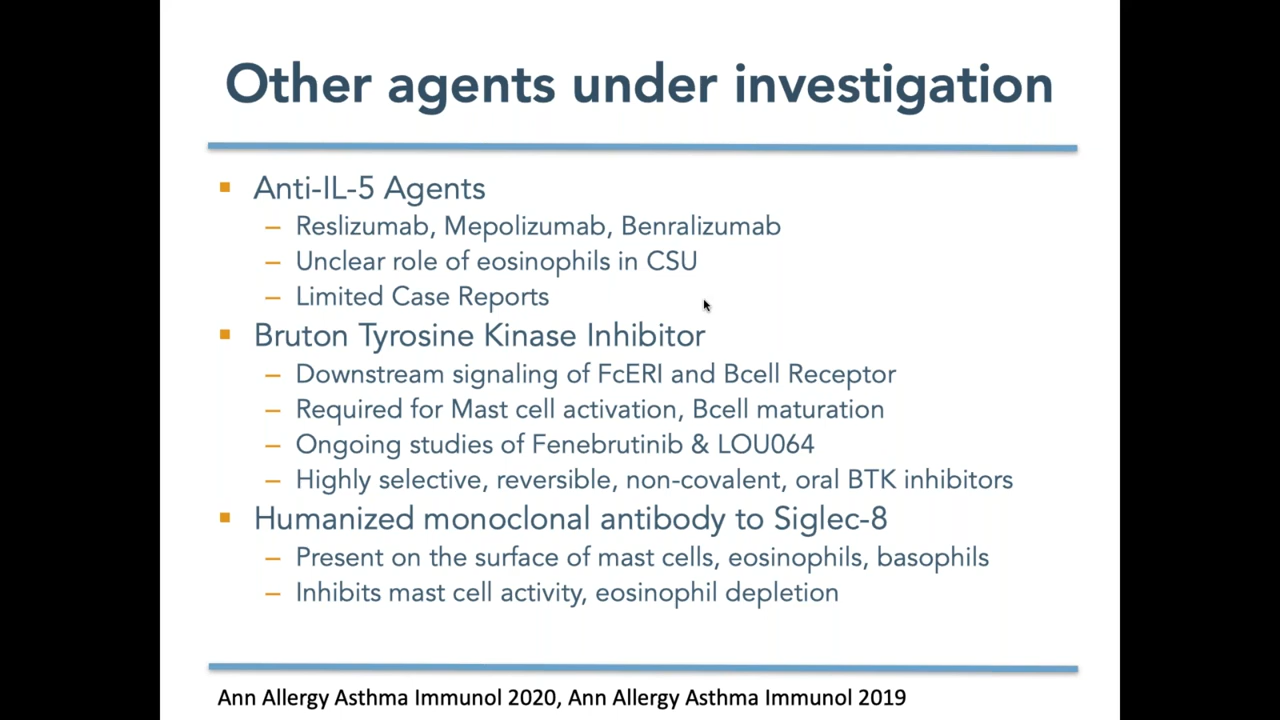 Other agents under investigation
Anti-IL-5 Agents
– Reslizumab, Mepolizumab, Benralizumab
– Unclear role of eosinophils in CSU
– Limited Case Reports
Bruton Tyrosine Kinase Inhibitor
– Downstream signaling of FcERI and Bcell Receptor
– Required for Mast cell activation, Bcell maturation
– Ongoing studies of Fenebrutinib & LOU064
– Highly selective, reversible, non-covalent, oral BTK inhibitors
Humanized monoclonal antibody to Siglec-8
– Present on the surface of mast cells, eosinophils, basophils
– Inhibits mast cell activity, eosinophil depletion
Ann Allergy Asthma Immunol 2020, Ann Allergy Asthma Immunol 2019